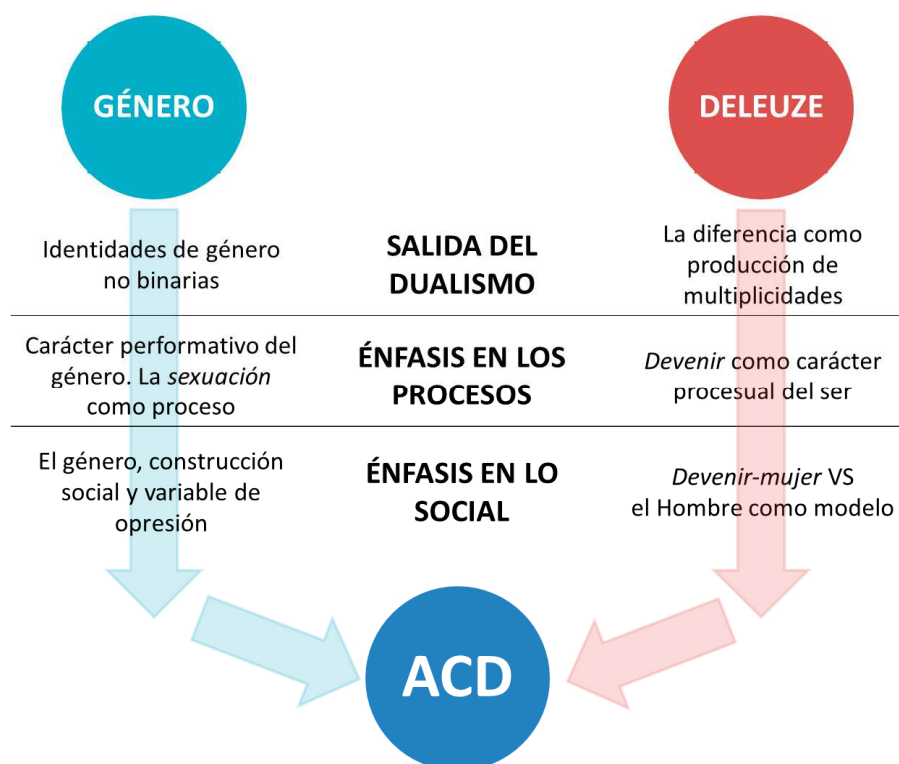 GÉNERO
DELEUZE
Identidades de género
no binarias
SALIDA DEL
DUALISMO
La diferencia como
producción de
multiplicidades
Carácter performativo del
género. La sexuación
como proceso
ÉNFASIS EN LOS
PROCESOS
Devenir como carácter
procesual del ser
El género, construcción
social y variable de
opresión
ÉNFASIS EN LO
SOCIAL
Devenir-mujer VS
el Hombre como modelo
ACD